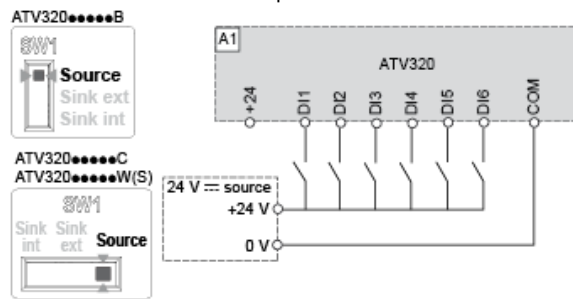 ATV320●●●●●B
SW1
Source
Sink ext
Sink int
ATV320●●●●●C
ATV320●●●●●W(S)
SW1
Sink int
Sink ext
Source
A1
ATV320
+24
DI1
DI2
DI3
DI4
DI5
DI6
COM
24 V ⎓ source
+24 V
0 V